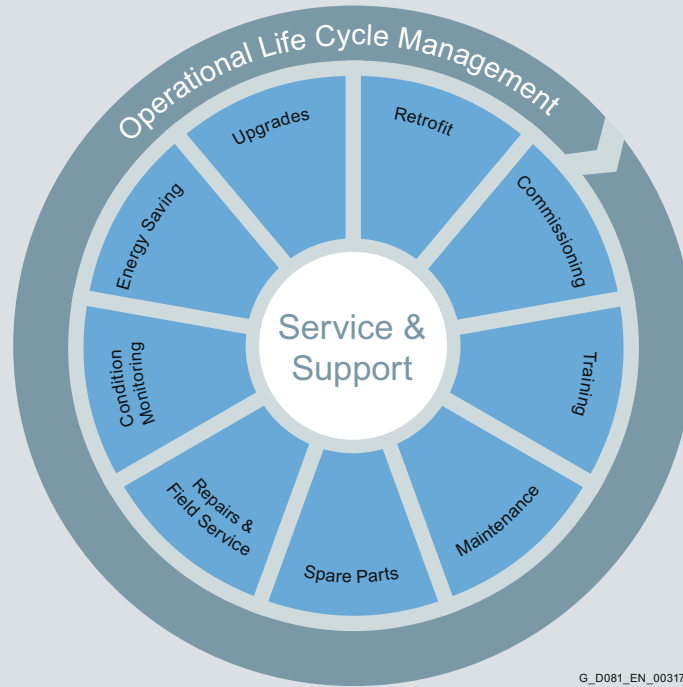 Operational Life Cycle Management
Retrofit
Commissioning
Training
Maintenance
Spare Parts
Repairs &
Field Service
Condition
Monitoring
Energy Saving
Upgrades
Service &
Support
G_D081_EN_00317